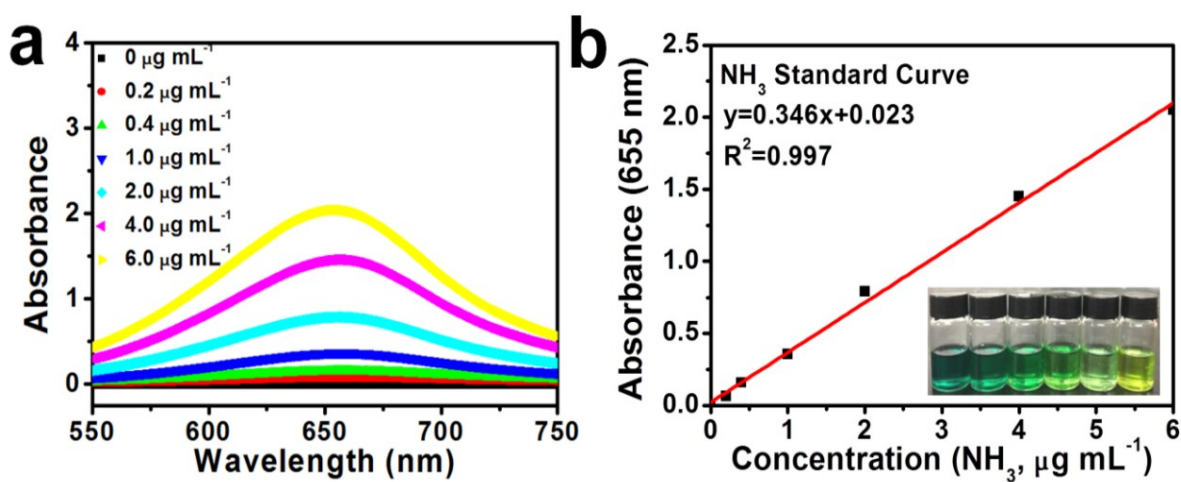 a
4
3
2
1
0
Absorbance
0 μg mL⁻¹
0.2 μg mL⁻¹
0.4 μg mL⁻¹
1.0 μg mL⁻¹
2.0 μg mL⁻¹
4.0 μg mL⁻¹
6.0 μg mL⁻¹
550 600 650 700 750
Wavelength (nm)
b
2.5
2.0
1.5
1.0
0.5
0.0
Absorbance (655 nm)
NH₃ Standard Curve
y=0.346x+0.023
R²=0.997
0 1 2 3 4 5 6
Concentration (NH₃, μg mL⁻¹)